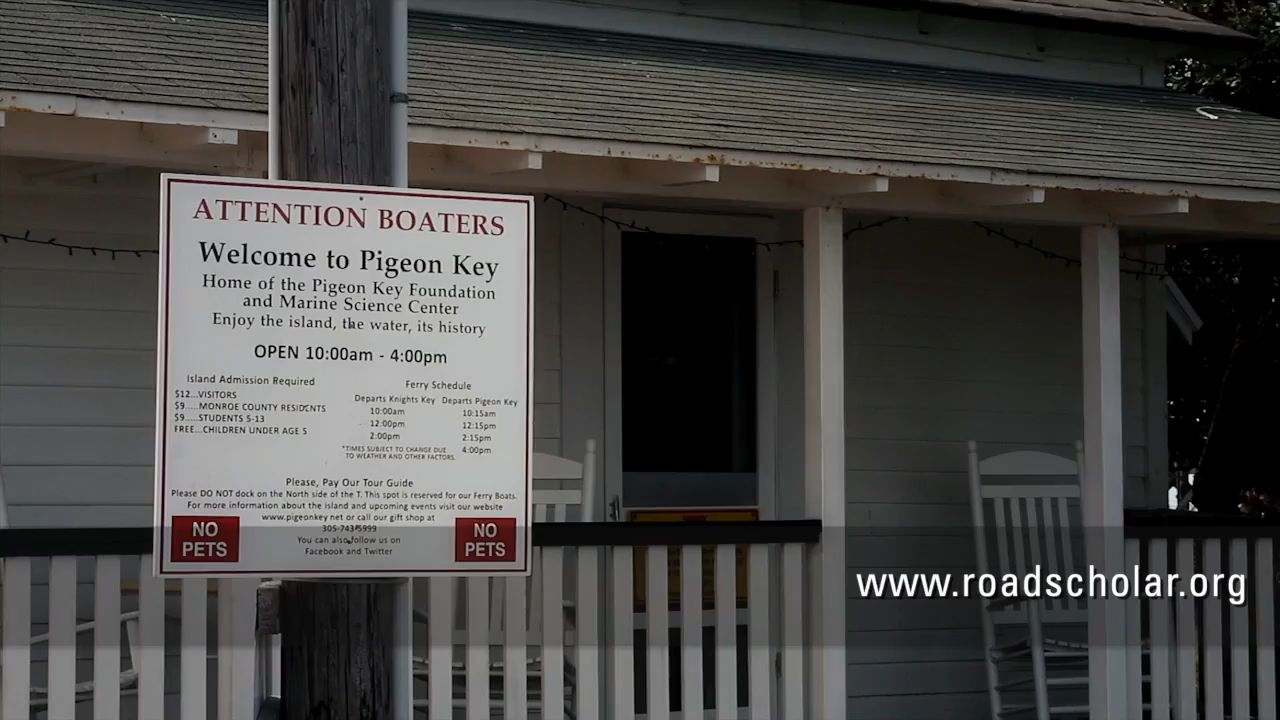 ATTENTION BOATERS
Welcome to Pigeon Key
Home of the Pigeon Key Foundation
and Marine Science Center
Enjoy the island, the water, its history
OPEN 10:00am - 4:00pm
Island Admission Required
$12...VISITORS
$9.....MONROE COUNTY RESIDENTS
$9.....STUDENTS 5-13
FREE...CHILDREN UNDER AGE 5
Ferry Schedule
Departs Knights Key Departs Pigeon Key
10:00am 10:15am
12:00pm 12:15pm
2:00pm 2:15pm
4:00pm
*TIMES SUBJECT TO CHANGE DUE
TO WEATHER AND OTHER FACTORS.
Please, Pay Our Tour Guide
Please DO NOT dock on the North side of the T. This spot is reserved for our Ferry Boats.
For more information about the island and upcoming events visit our website
www.pigeonkey.net or call our gift shop at
305-743-5999
You can also follow us on
Facebook and Twitter
NO
PETS
NO
PETS
www.roadscholar.org